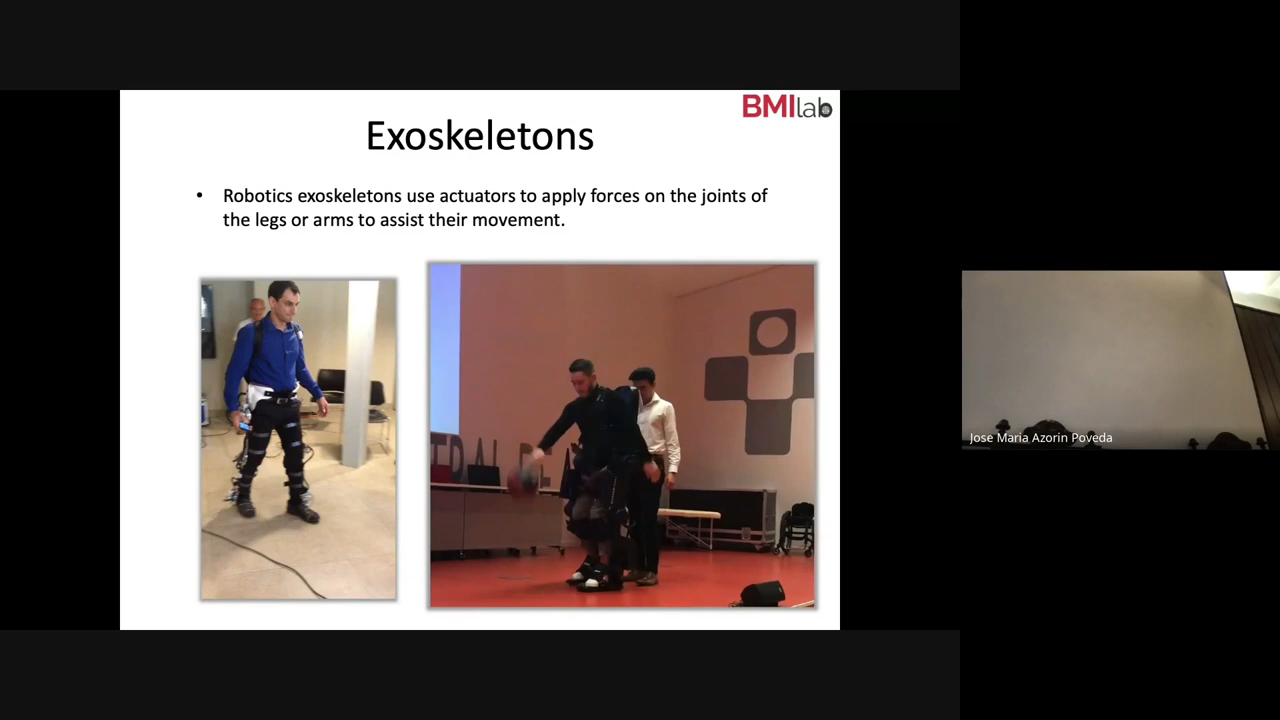 BMIlab
Exoskeletons
• Robotics exoskeletons use actuators to apply forces on the joints of
the legs or arms to assist their movement.
Jose Maria Azorin Poveda